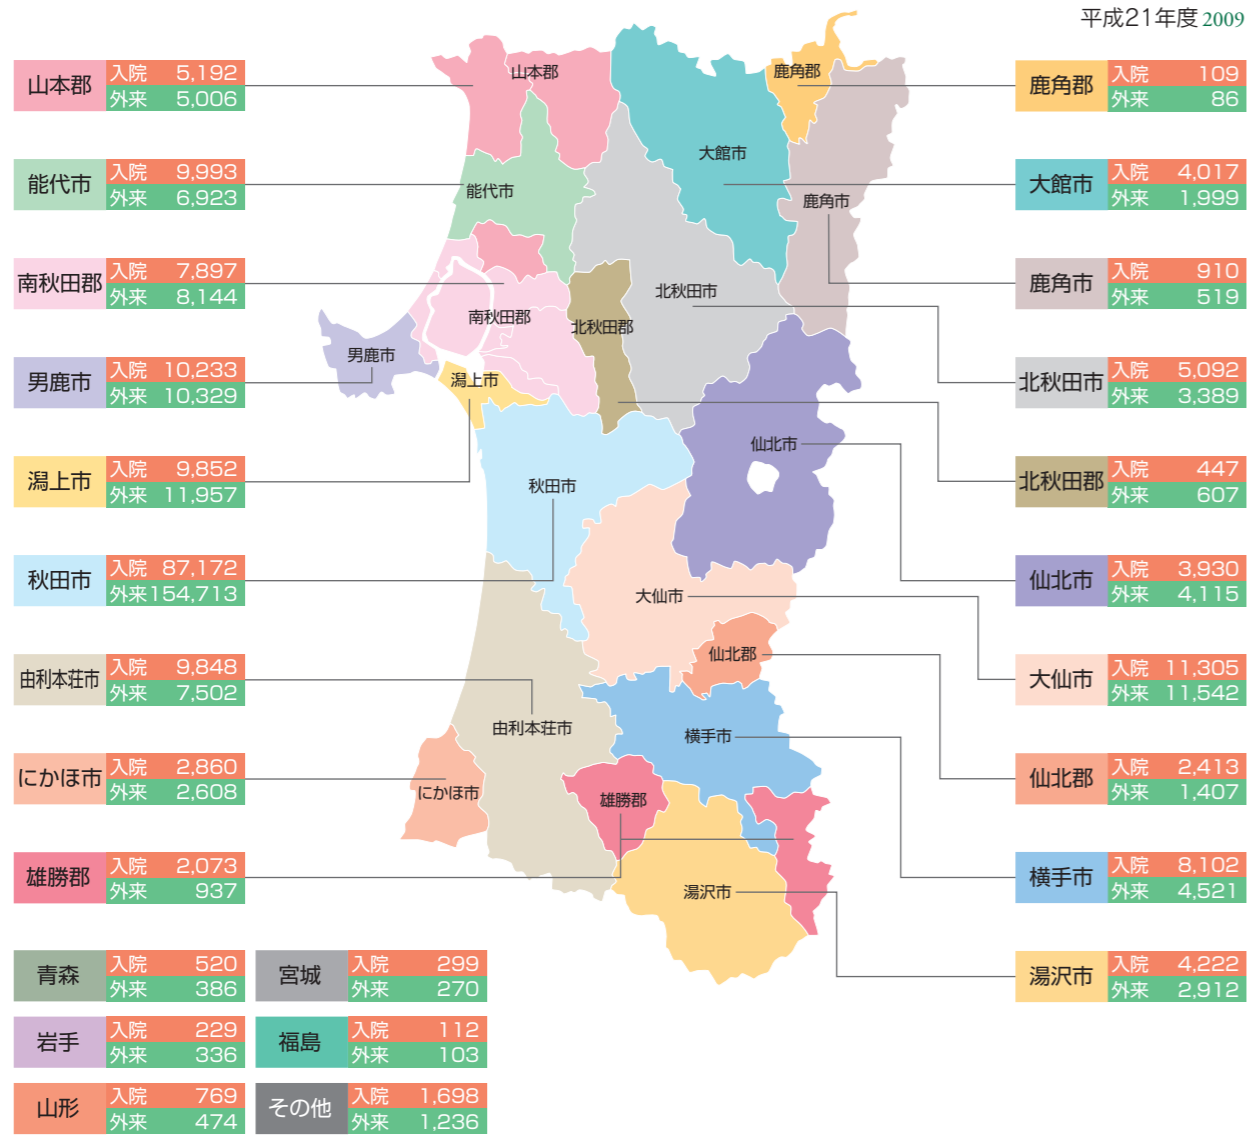 平成21年度 2009
山本郡 入院 5,192
外来 5,006
能代市 入院 9,993
外来 6,923
南秋田郡 入院 7,897
外来 8,144
男鹿市 入院 10,233
外来 10,329
潟上市 入院 9,852
外来 11,957
秋田市 入院 87,172
外来 154,713
由利本荘市 入院 9,848
外来 7,502
にかほ市 入院 2,860
外来 2,608
雄勝郡 入院 2,073
外来 937
山本郡
鹿角郡
大館市
能代市
鹿角市
北秋田市
南秋田郡
北秋田郡
男鹿市
潟上市
仙北市
秋田市
大仙市
仙北郡
由利本荘市
横手市
にかほ市
雄勝郡
湯沢市
鹿角郡 入院 109
外来 86
大館市 入院 4,017
外来 1,999
鹿角市 入院 910
外来 519
北秋田市 入院 5,092
外来 3,389
北秋田郡 入院 447
外来 607
仙北市 入院 3,930
外来 4,115
大仙市 入院 11,305
外来 11,542
仙北郡 入院 2,413
外来 1,407
横手市 入院 8,102
外来 4,521
湯沢市 入院 4,222
外来 2,912
青森 入院 520
外来 386
岩手 入院 229
外来 336
山形 入院 769
外来 474
宮城 入院 299
外来 270
福島 入院 112
外来 103
その他 入院 1,698
外来 1,236